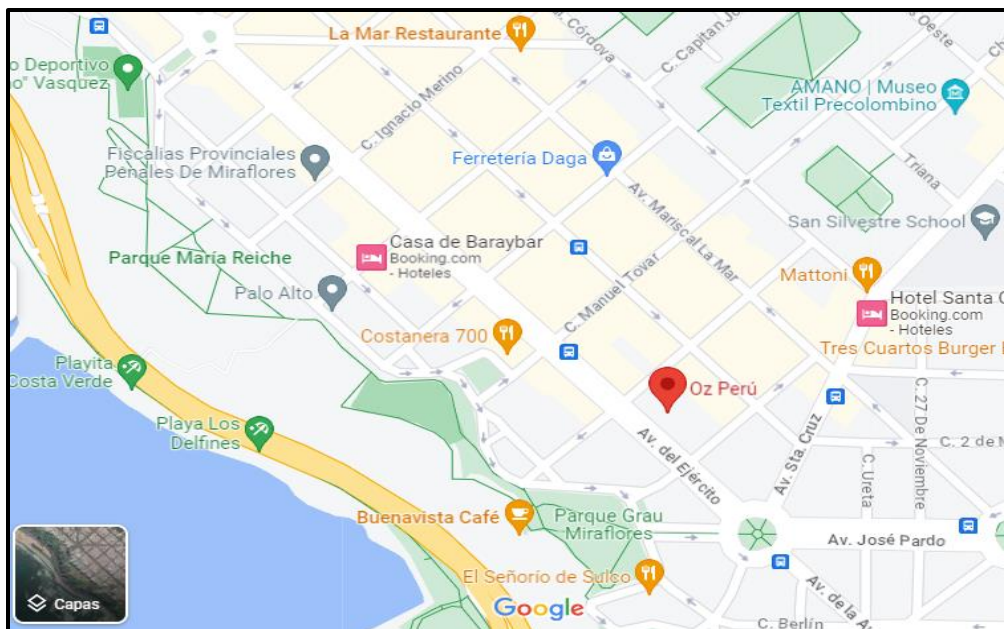 La Mar Restaurante
Av. Córdova
C. Capitan
Oeste
o Deportivo
no" Vasquez
C. Ignacio Merino
AMANO | Museo
Textil Precolombino
Fiscalías Provinciales
Penales De Miraflores
Ferretería Daga
Triana
Av. Mariscal La Mar
San Silvestre School
Parque María Reiche
Casa de Baraybar
Booking.com
- Hoteles
Palo Alto
C. Manuel Tovar
Mattoni
Hotel Santa C
Booking.com
- Hoteles
Costanera 700
Tres Cuartos Burger
Playita
Costa Verde
Oz Perú
Playa Los
Delfines
Av. del Ejército
Av. Sta. Cruz
C. Ureta
C. 27 De Noviembre
C. 2 de M
Buenavista Café
Parque Grau
Miraflores
Av. José Pardo
El Señorío de Sulco
Av. de la Av
C. Berlín
Capas
Google